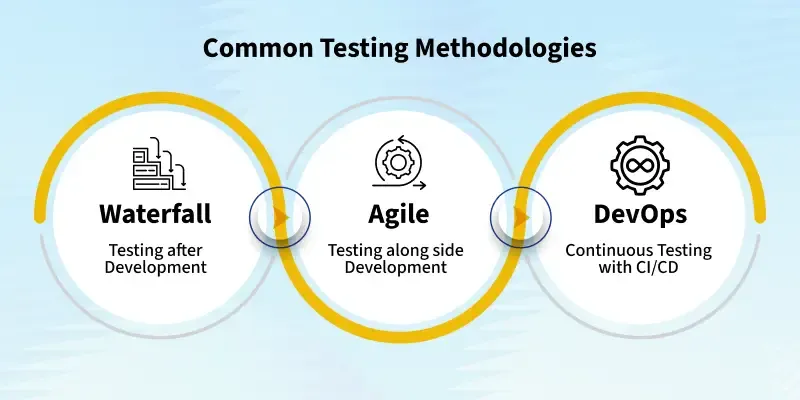 Common Testing Methodologies
Waterfall
Testing after
Development
Agile
Testing along side
Development
DevOps
Continuous Testing
with CI/CD